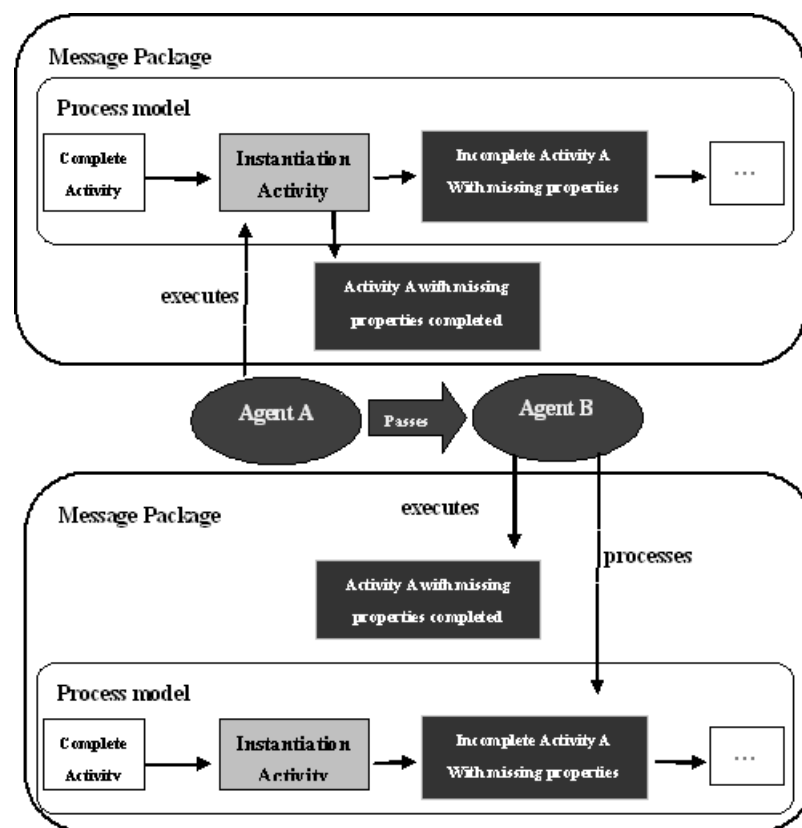 Message Package
Process model
Complete
Activity
Instantiation
Activity
Incomplete Activity A
With missing properties
...
executes
Activity A with missing
properties completed
Agent A
Passes
Agent B
Message Package
executes
processes
Activity A with missing
properties completed
Process model
Complete
Activity
Instantiation
Activity
Incomplete Activity A
With missing properties
...